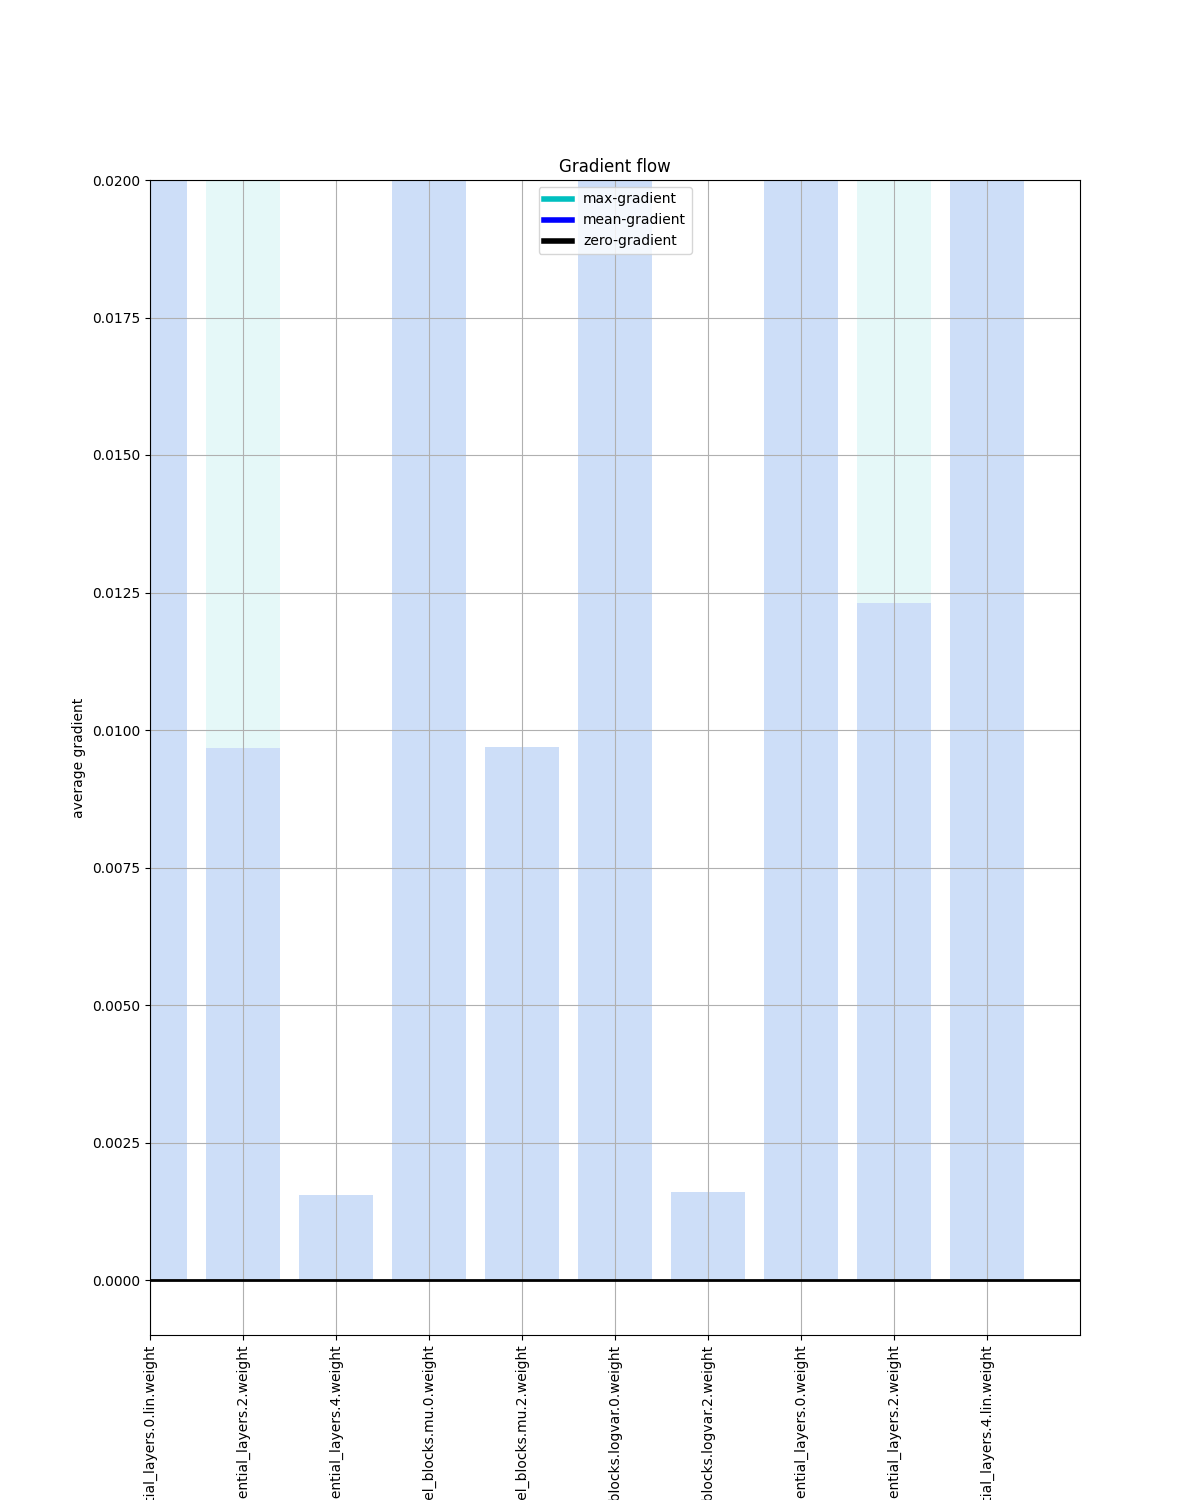 Gradient flow
max-gradient
mean-gradient
zero-gradient
0.0200
0.0175
0.0150
0.0125
0.0100
0.0075
0.0050
0.0025
0.0000
average gradient
tial_layers.0.lin.weight
ential_layers.2.weight
ential_layers.4.weight
el_blocks.mu.0.weight
el_blocks.mu.2.weight
blocks.logvar.0.weight
blocks.logvar.2.weight
ential_layers.0.weight
ential_layers.2.weight
tial_layers.4.lin.weight